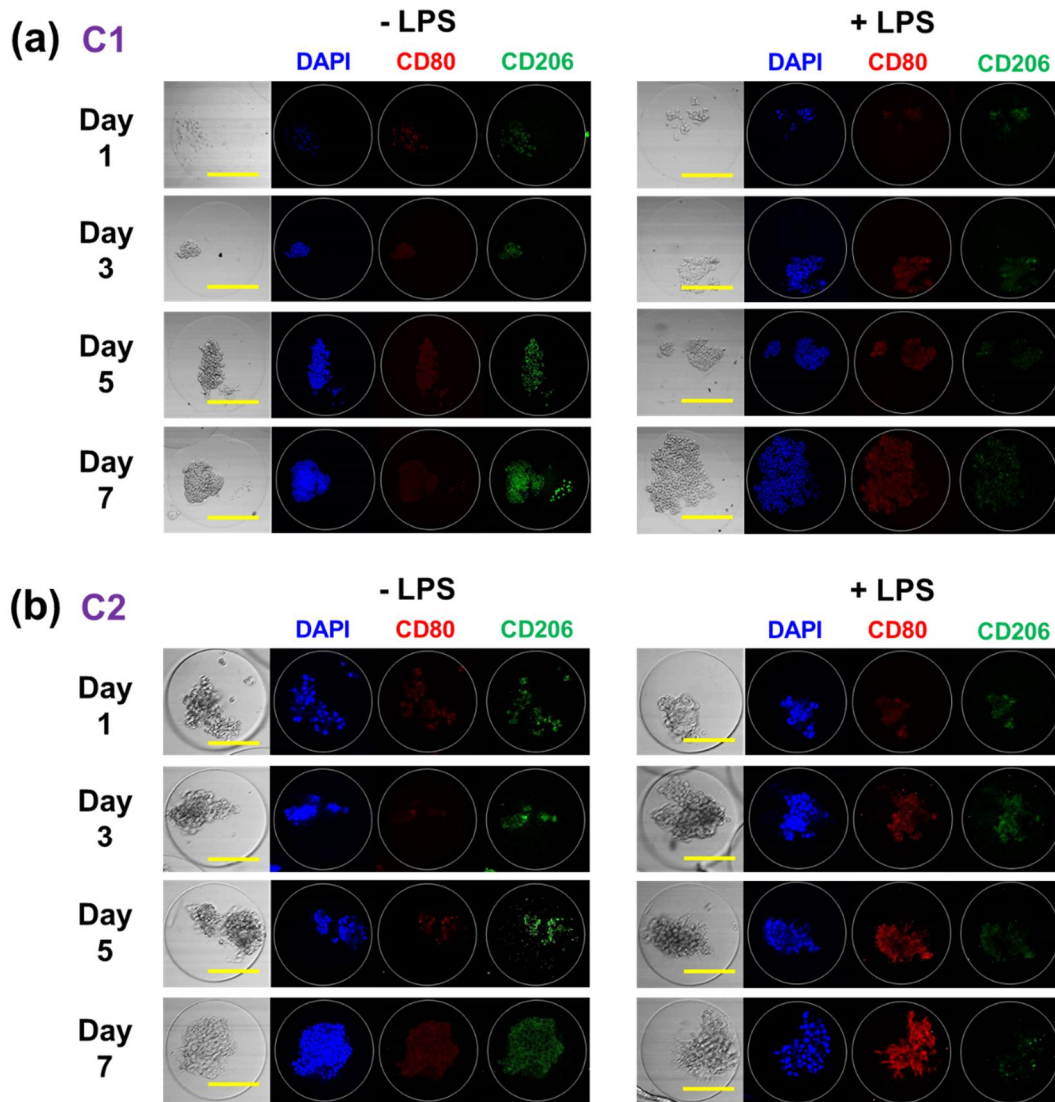 (a) C1
- LPS + LPS
DAPI CD80 CD206 DAPI CD80 CD206
Day
1
Day
3
Day
5
Day
7
(b) C2
- LPS + LPS
DAPI CD80 CD206 DAPI CD80 CD206
Day
1
Day
3
Day
5
Day
7